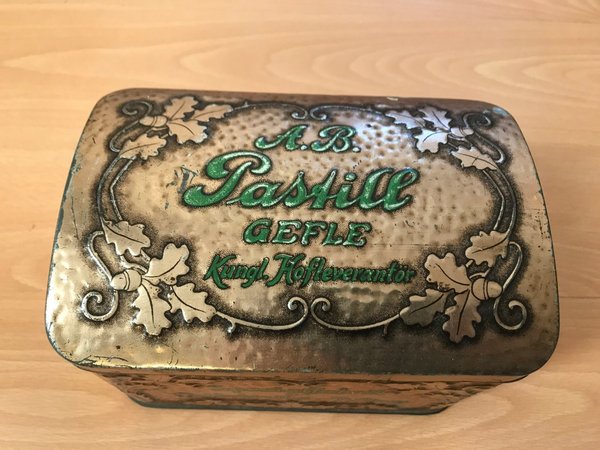 A.B.
Pastill
GEFLE
Kungl. Hofleverantör